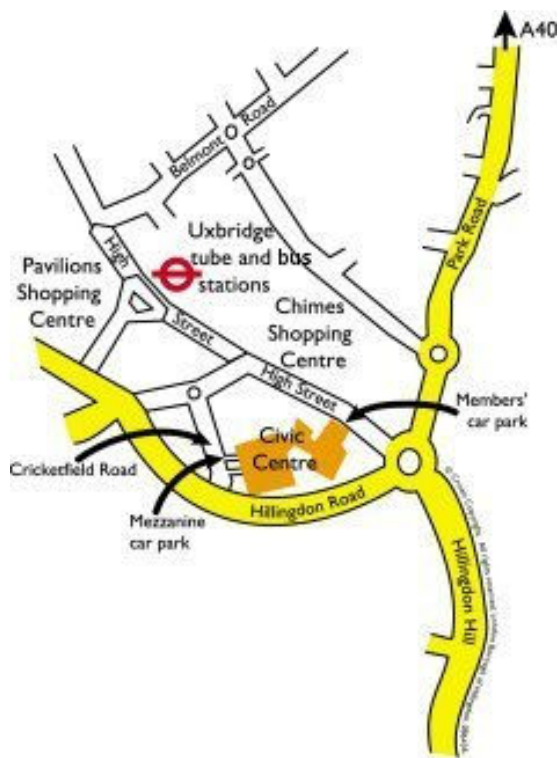 A40
Belmont Road
Park Road
Uxbridge
tube and bus
stations
High
Street
Pavilions
Shopping
Centre
Chimes
Shopping
Centre
High Street
Members'
car park
Civic
Centre
Cricketfield Road
Mezzanine
car park
Hillingdon Road
Hillingdon Hill